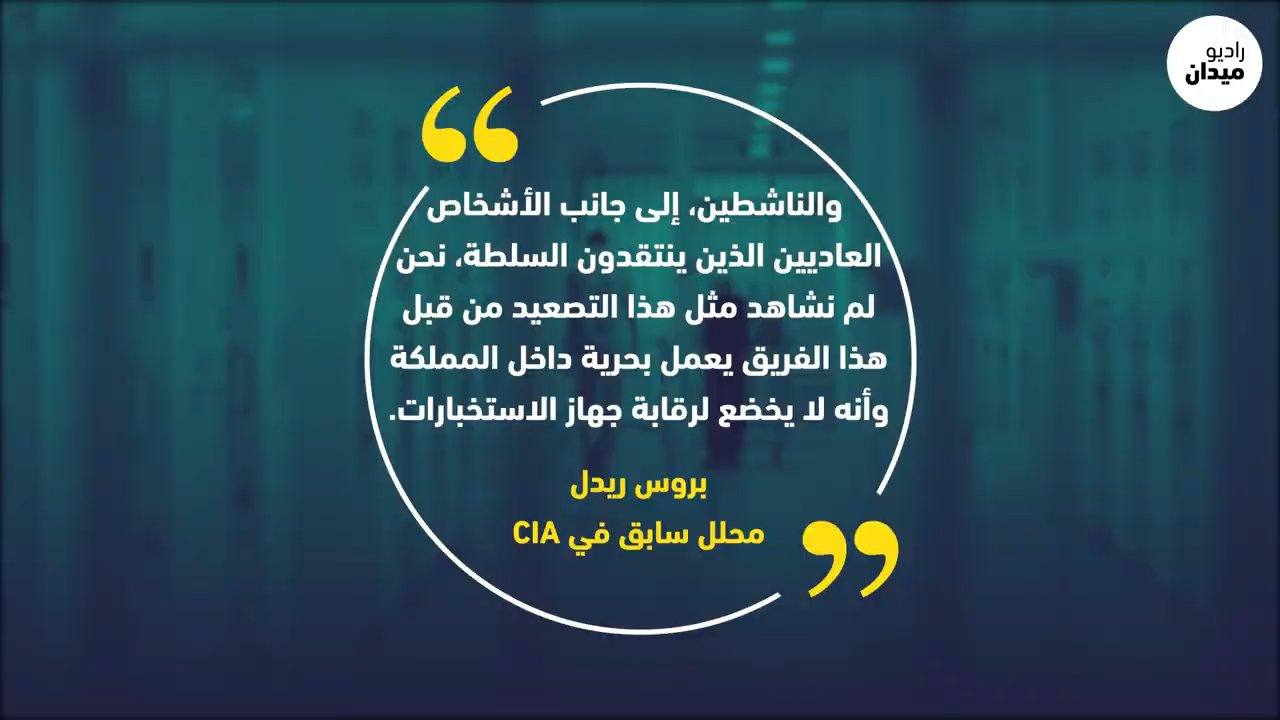 راديو
ميدان
والناشطين، إلى جانب الأشخاص
العاديين الذين ينتقدون السلطة، نحن
لم نشاهد مثل هذا التصعيد من قبل
هذا الفريق يعمل بحرية داخل المملكة
وأنه لا يخضع لرقابة جهاز الاستخبارات.
بروس ريدل
محلل سابق في CIA